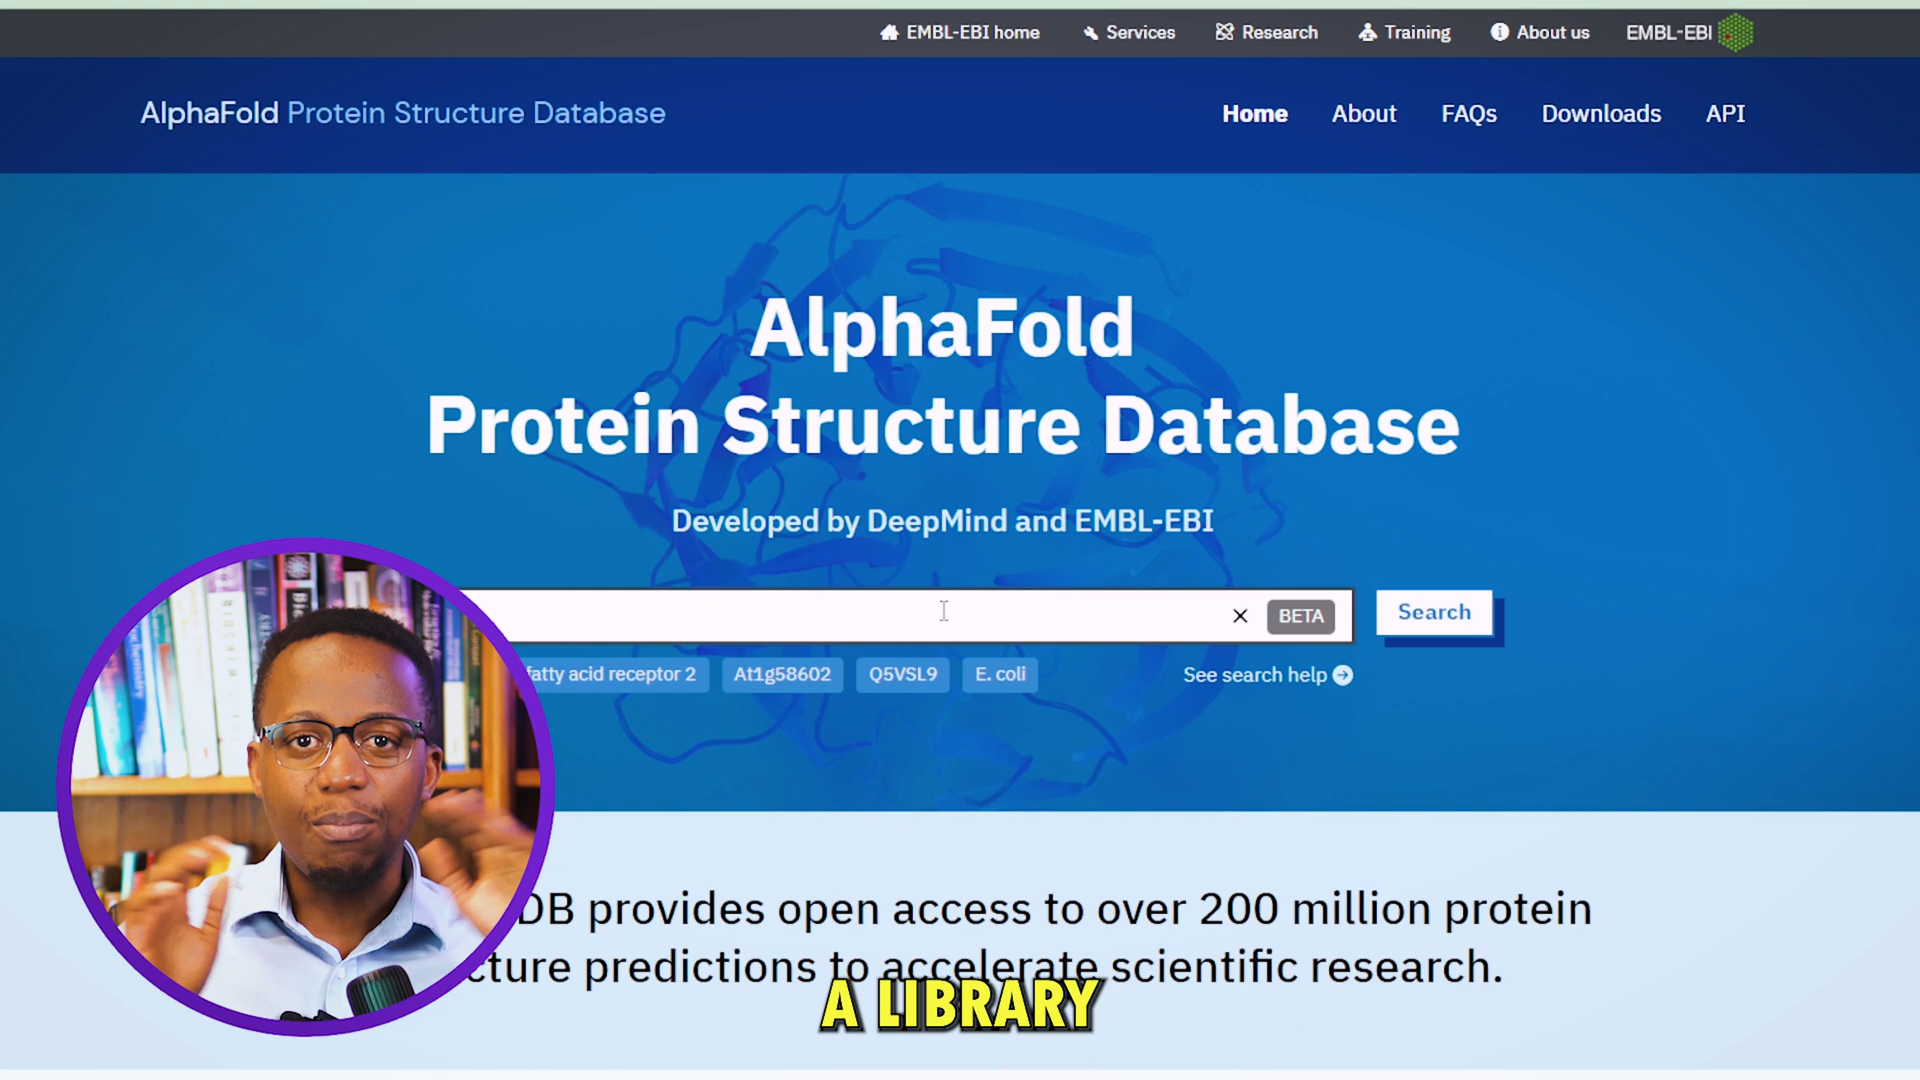 EMBL-EBI home Services Research Training About us EMBL-EBI
AlphaFold Protein Structure Database
Home About FAQs Downloads API
AlphaFold
Protein Structure Database
Developed by DeepMind and EMBL-EBI
BETA Search
fatty acid receptor 2 At1g58602 Q5VSL9 E. coli See search help
DB provides open access to over 200 million protein
cture predictions to accelerate scientific research.
A LIBRARY